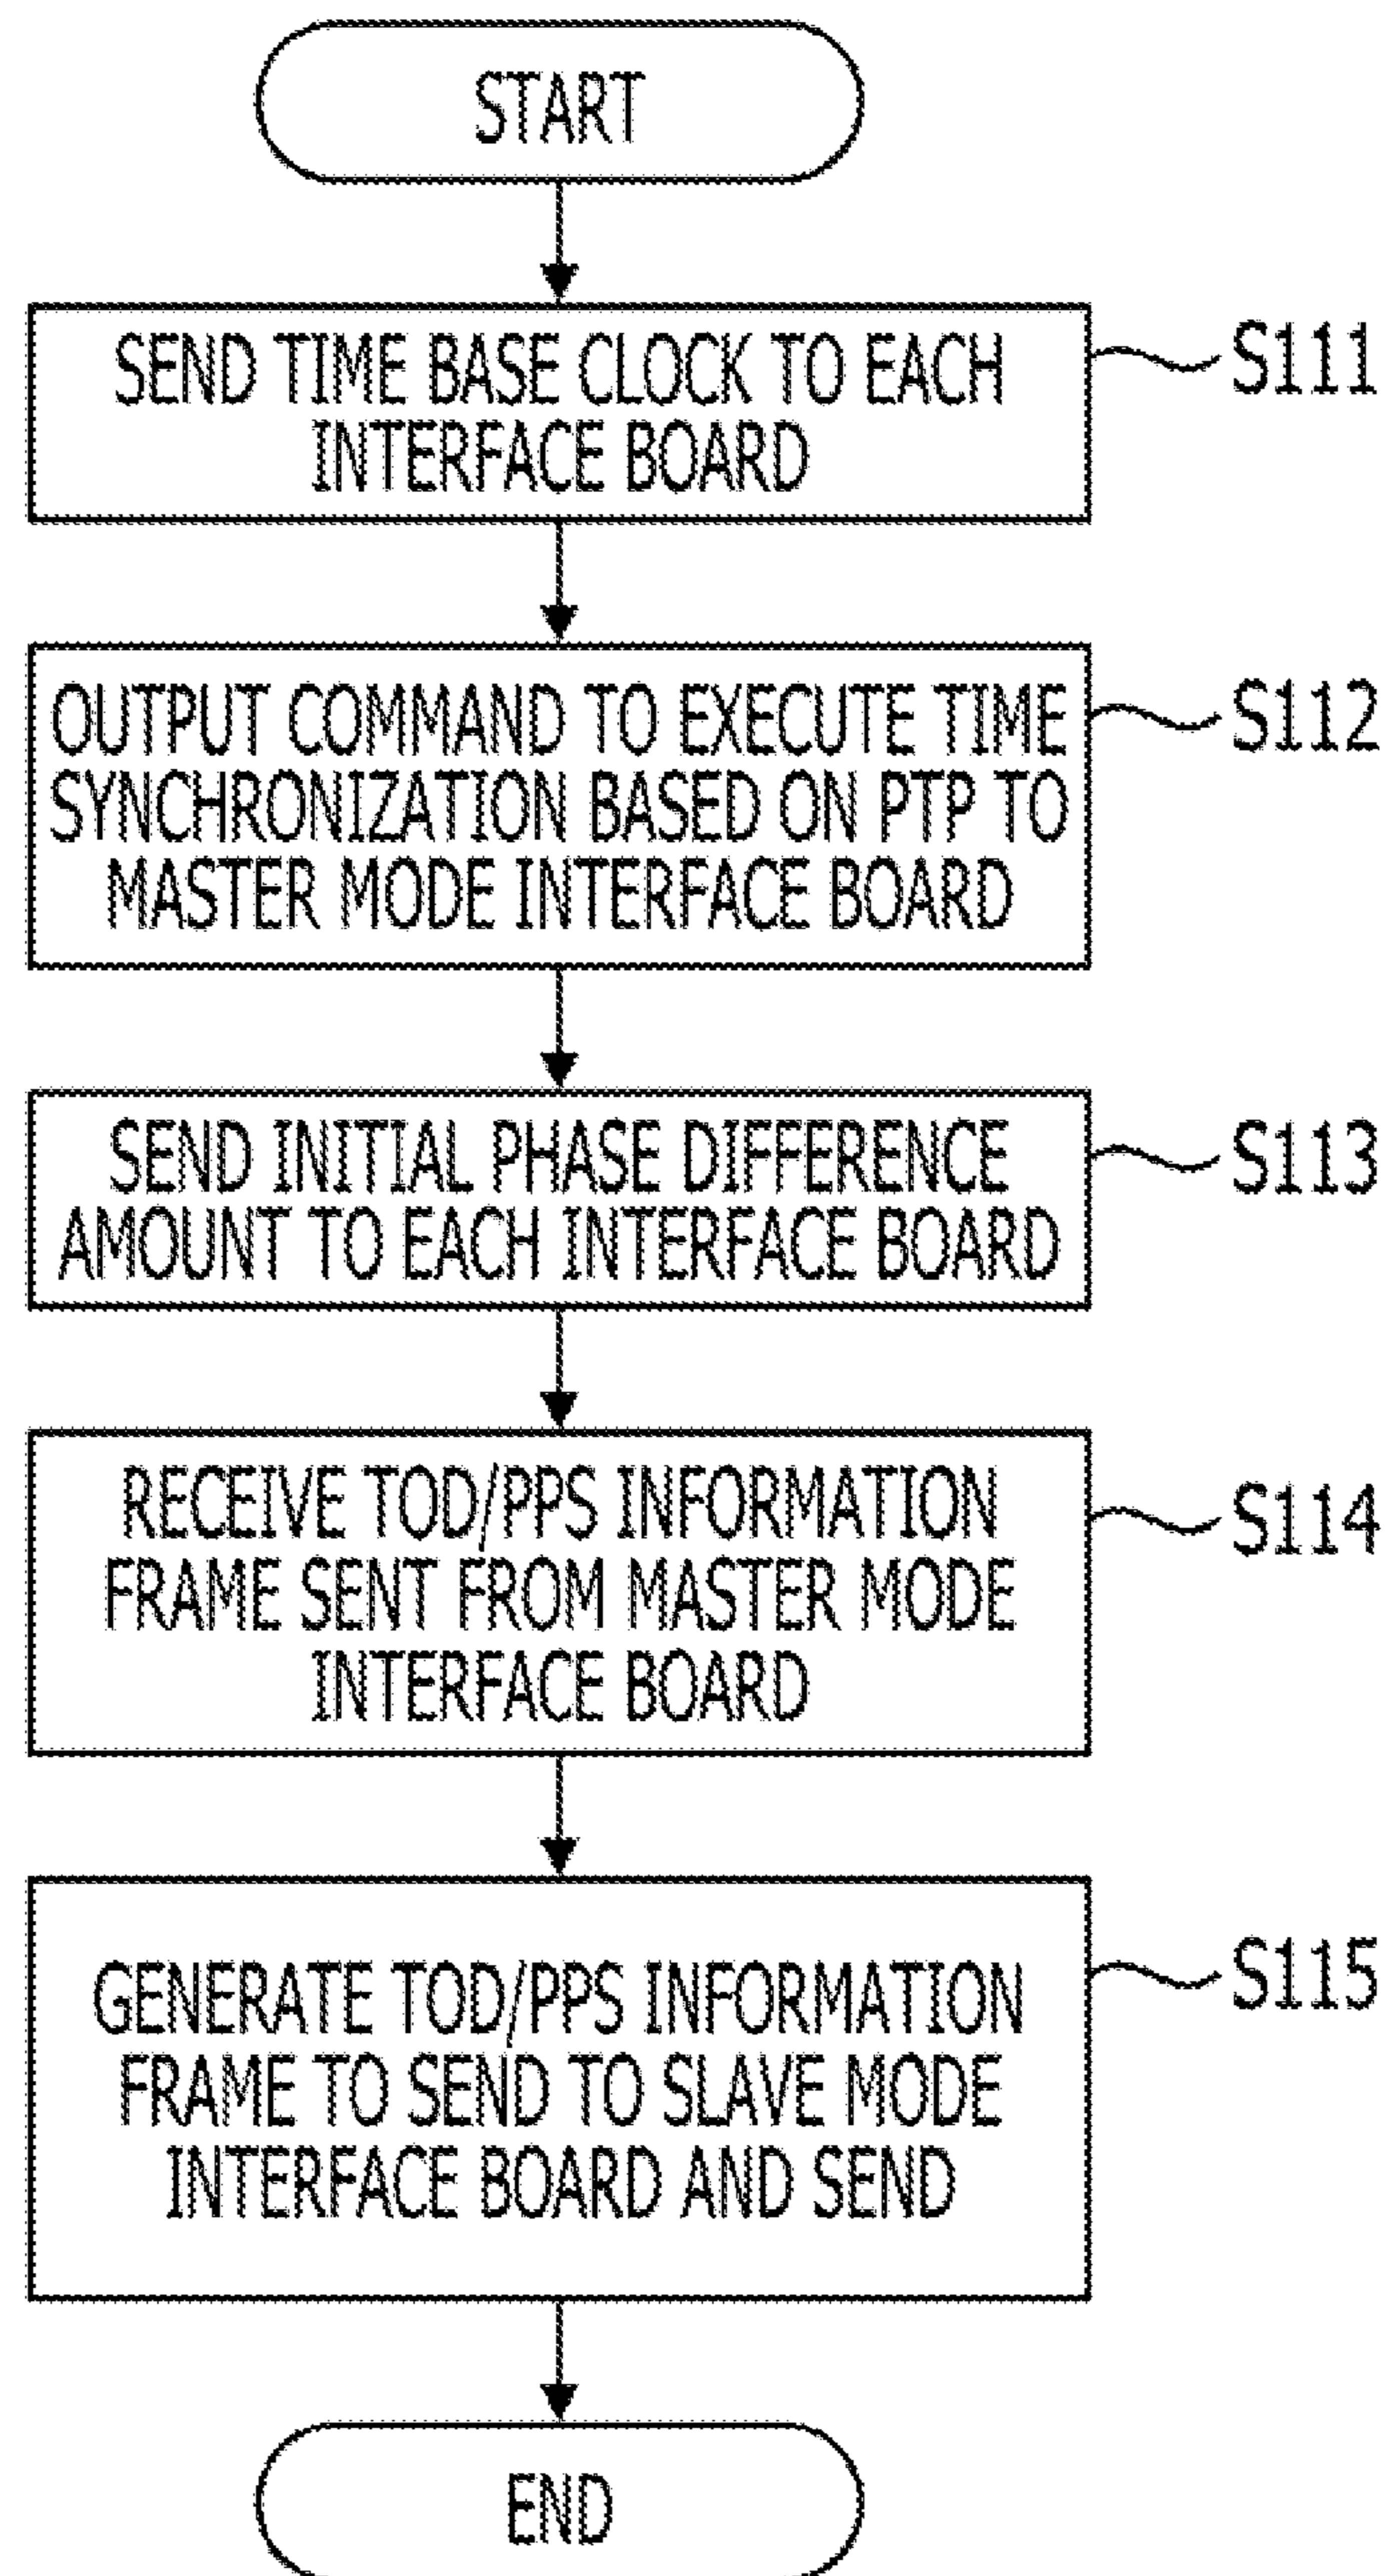 START
SEND TIME BASE CLOCK TO EACH
INTERFACE BOARD
S111
OUTPUT COMMAND TO EXECUTE TIME
SYNCHRONIZATION BASED ON PTP TO
MASTER MODE INTERFACE BOARD
S112
SEND INITIAL PHASE DIFFERENCE
AMOUNT TO EACH INTERFACE BOARD
S113
RECEIVE TOD/PPS INFORMATION
FRAME SENT FROM MASTER MODE
INTERFACE BOARD
S114
GENERATE TOD/PPS INFORMATION
FRAME TO SEND TO SLAVE MODE
INTERFACE BOARD AND SEND
S115
END